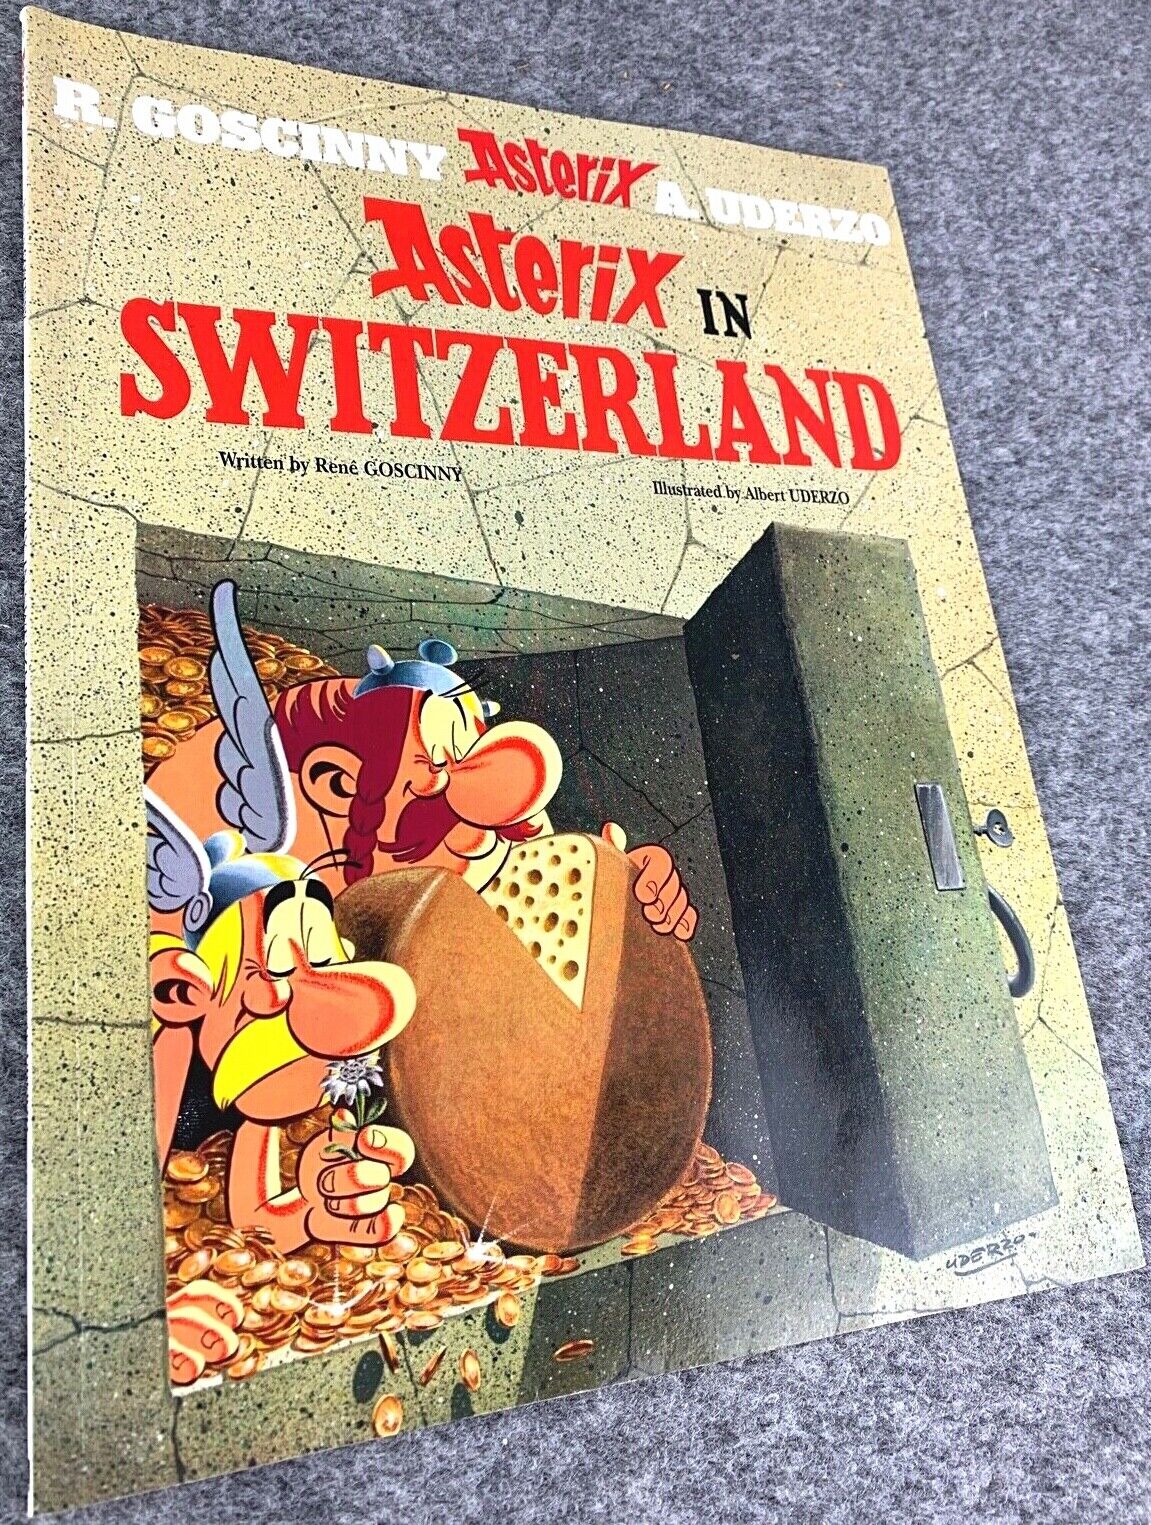 R. GOSCINNY Asterix A. UDERZO
Asterix IN
SWITZERLAND
Written by René GOSCINNY Illustrated by Albert UDERZO
UDERZO